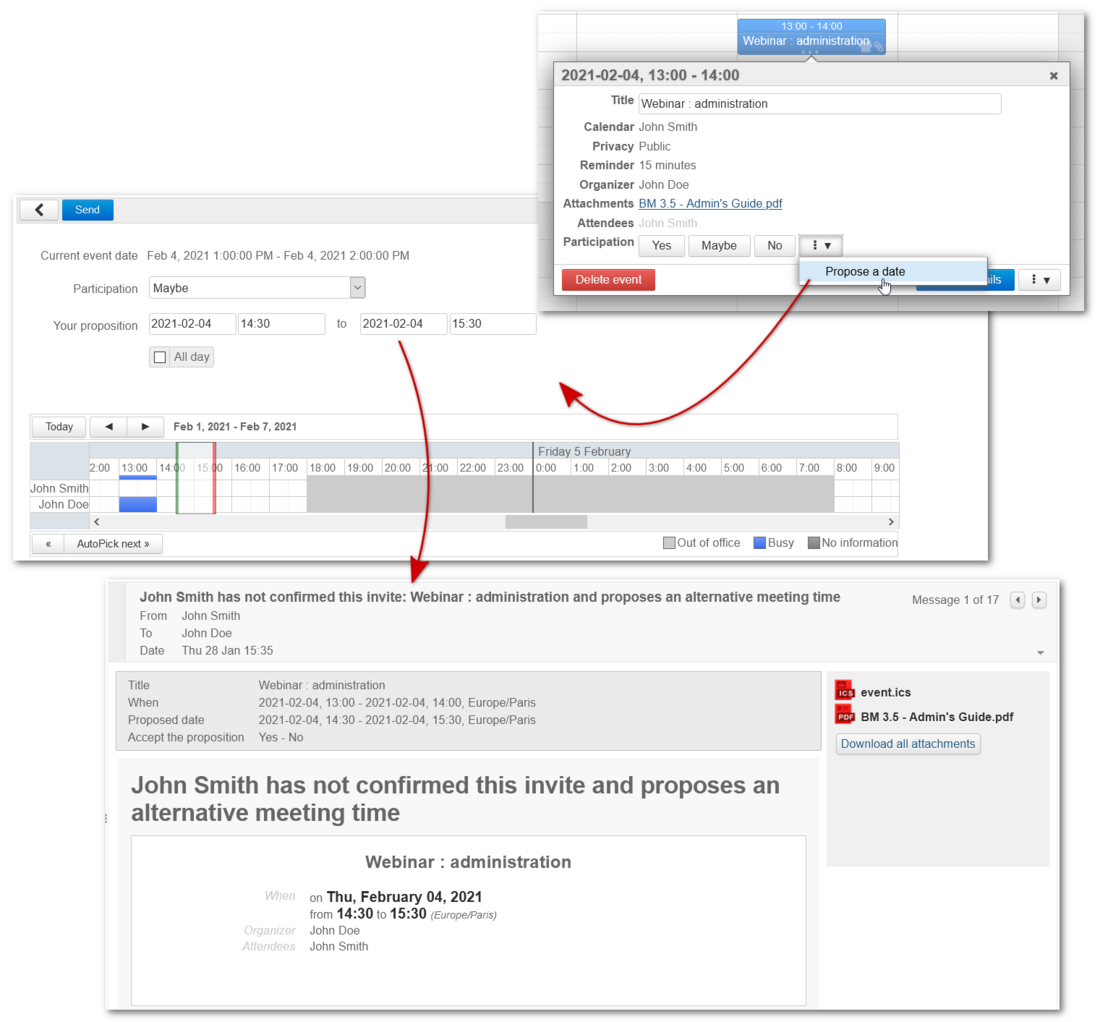 13:00 - 14:00
Webinar : administration
2021-02-04, 13:00 - 14:00
Title Webinar : administration
Calendar John Smith
Privacy Public
Reminder 15 minutes
Organizer John Doe
Attachments BM 3.5 - Admin's Guide.pdf
Attendees John Smith
Participation Yes Maybe No
Propose a date
Delete event
Send
Current event date Feb 4, 2021 1:00:00 PM - Feb 4, 2021 2:00:00 PM
Participation Maybe
Your proposition 2021-02-04 14:30 to 2021-02-04 15:30
All day
Today Feb 1, 2021 - Feb 7, 2021
Friday 5 February
2:00 13:00 14:00 15:00 16:00 17:00 18:00 19:00 20:00 21:00 22:00 23:00 0:00 1:00 2:00 3:00 4:00 5:00 6:00 7:00 8:00 9:00
John Smith
John Doe
« AutoPick next » Out of office Busy No information
John Smith has not confirmed this invite: Webinar : administration and proposes an alternative meeting time
Message 1 of 17
From John Smith
To John Doe
Date Thu 28 Jan 15:35
Title Webinar : administration
When 2021-02-04, 13:00 - 2021-02-04, 14:00, Europe/Paris
Proposed date 2021-02-04, 14:30 - 2021-02-04, 15:30, Europe/Paris
Accept the proposition Yes - No
ICS event.ics
PDF BM 3.5 - Admin's Guide.pdf
Download all attachments
John Smith has not confirmed this invite and proposes an
alternative meeting time
Webinar : administration
When on Thu, February 04, 2021
from 14:30 to 15:30 (Europe/Paris)
Organizer John Doe
Attendees John Smith